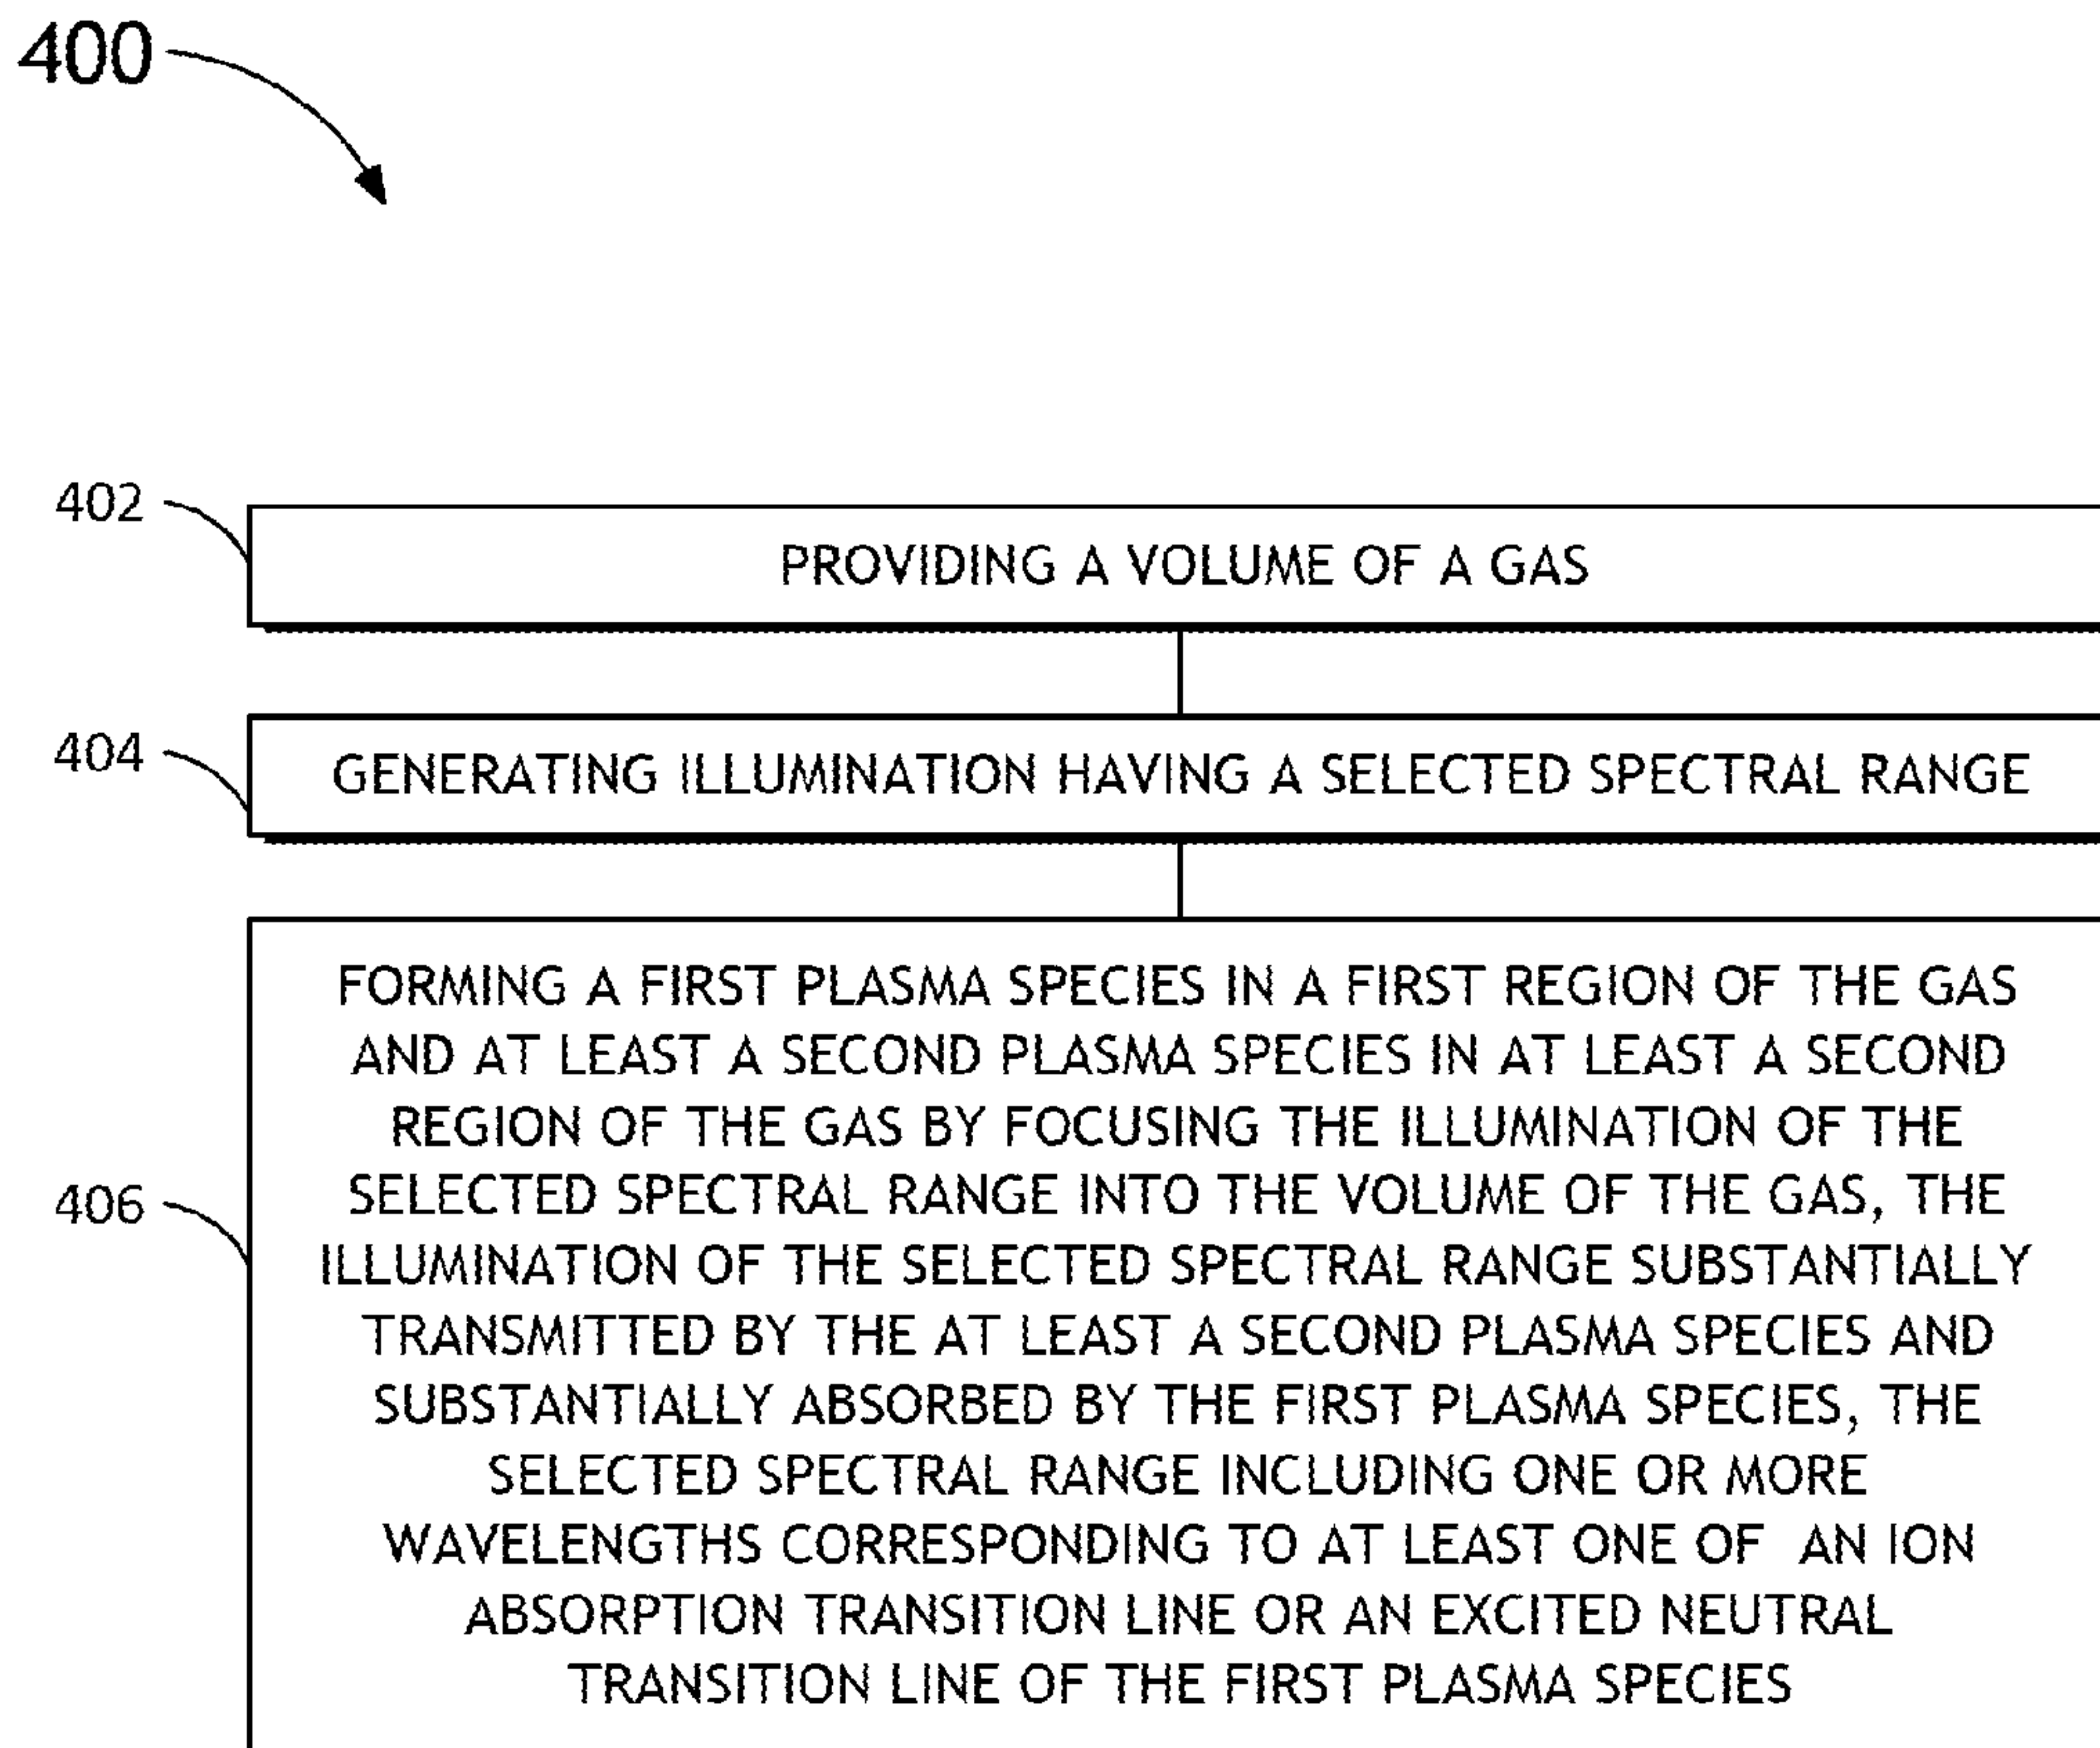 400
402
PROVIDING A VOLUME OF A GAS
404
GENERATING ILLUMINATION HAVING A SELECTED SPECTRAL RANGE
406
FORMING A FIRST PLASMA SPECIES IN A FIRST REGION OF THE GAS
AND AT LEAST A SECOND PLASMA SPECIES IN AT LEAST A SECOND
REGION OF THE GAS BY FOCUSING THE ILLUMINATION OF THE
SELECTED SPECTRAL RANGE INTO THE VOLUME OF THE GAS, THE
ILLUMINATION OF THE SELECTED SPECTRAL RANGE SUBSTANTIALLY
TRANSMITTED BY THE AT LEAST A SECOND PLASMA SPECIES AND
SUBSTANTIALLY ABSORBED BY THE FIRST PLASMA SPECIES, THE
SELECTED SPECTRAL RANGE INCLUDING ONE OR MORE
WAVELENGTHS CORRESPONDING TO AT LEAST ONE OF AN ION
ABSORPTION TRANSITION LINE OR AN EXCITED NEUTRAL
TRANSITION LINE OF THE FIRST PLASMA SPECIES